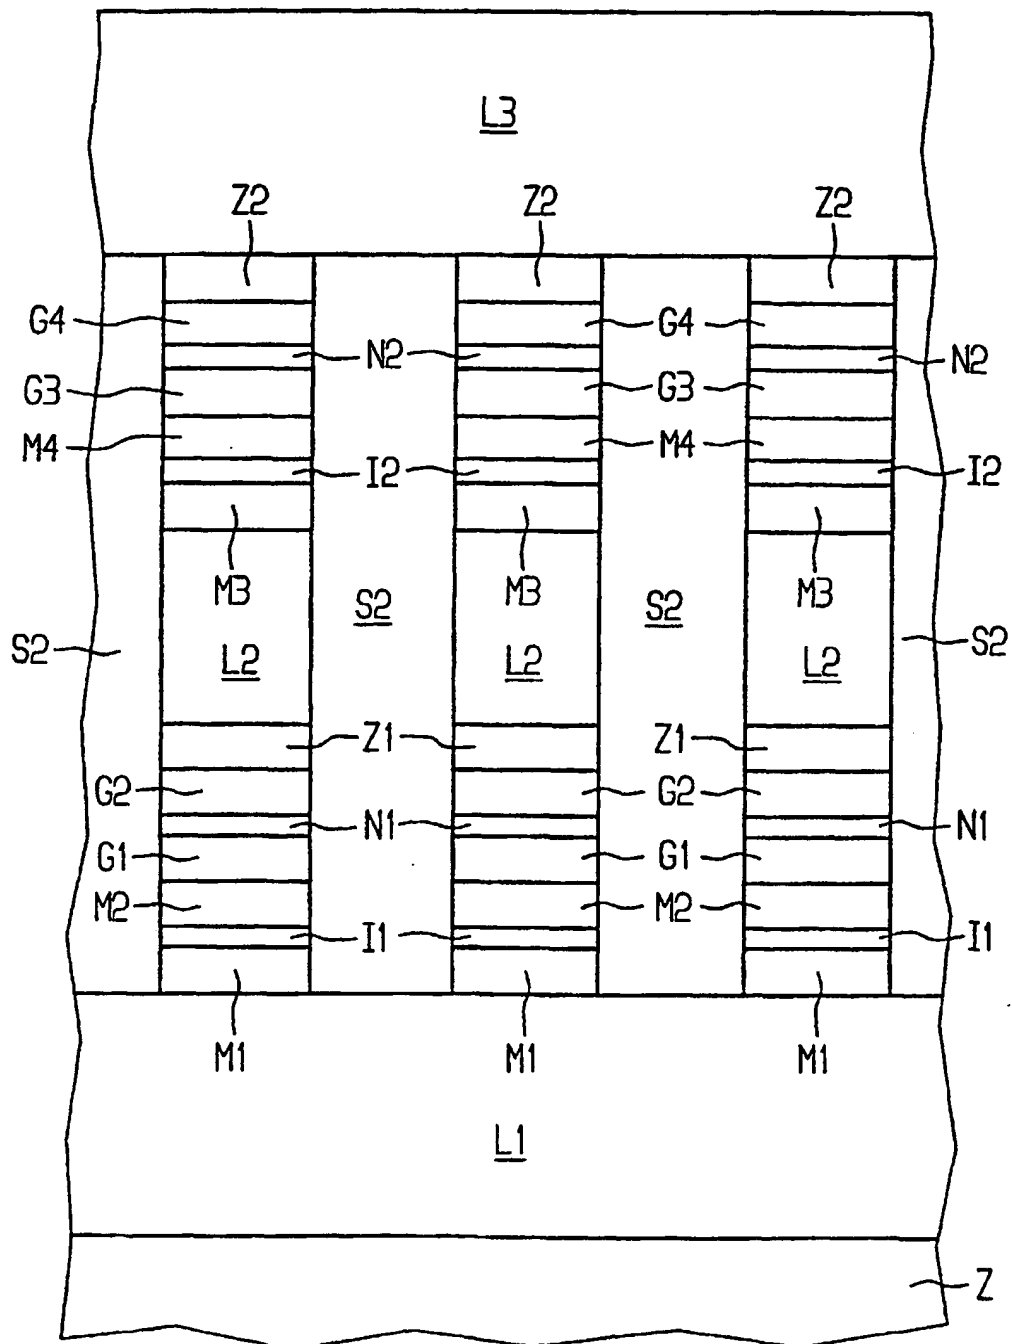 L3
Z2 Z2 Z2
G4 G4
N2 N2
G3 G3
M4 M4
I2 I2
M3 M3 M3
S2 S2
S2 S2
L2 L2 L2
Z1 Z1
G2 G2
N1 N1
G1 G1
M2 M2
I1 I1
M1 M1 M1
L1
Z